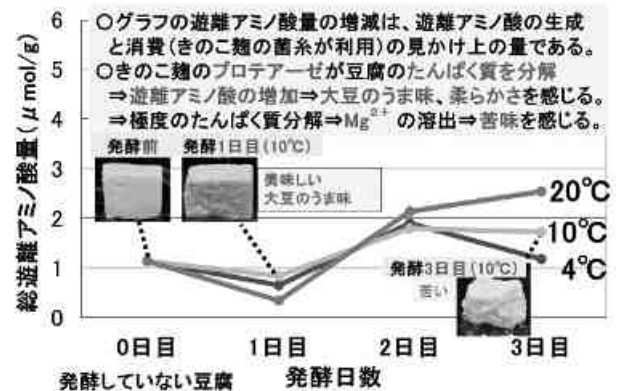 ○グラフの遊離アミノ酸量の増減は、遊離アミノ酸の生成
と消費(きのこ麹の菌糸が利用)の見かけ上の量である。
○きのこ麹のプロテアーゼが豆腐のたんぱく質を分解
⇒遊離アミノ酸の増加⇒大豆のうま味、柔らかさを感じる。
⇒極度のたんぱく質分解⇒Mg²⁺の溶出⇒苦味を感じる。
発酵前
発酵1日目(10℃)
美味しい
大豆のうま味
総遊離アミノ酸量(μmol/g)
6
5
4
3
2
1
0
20℃
10℃
4℃
発酵3日目(10℃)
苦い
0日目
1日目
2日目
3日目
発酵していない豆腐
発酵日数